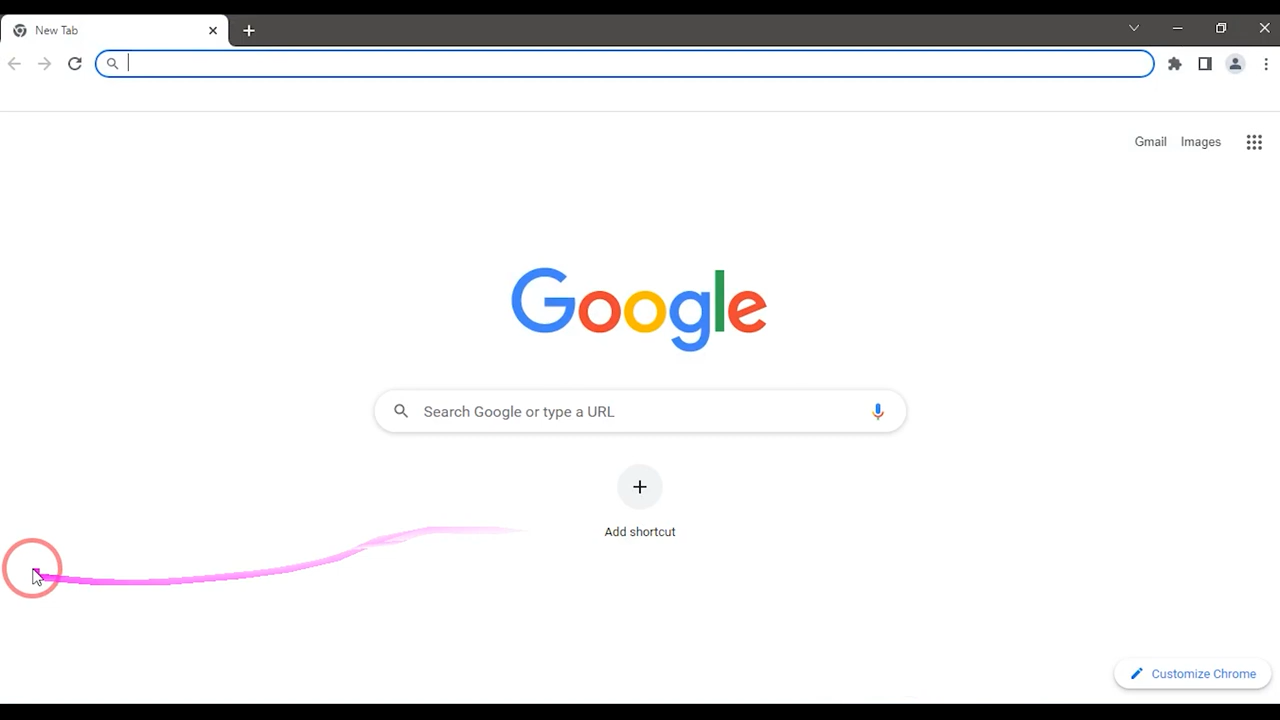 New Tab
Gmail Images
Google
Search Google or type a URL
Add shortcut
Customize Chrome